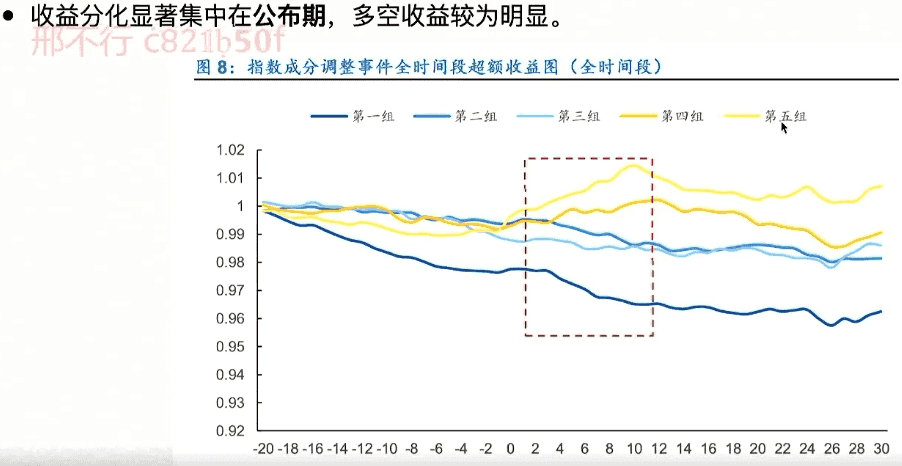 • 收益分化显著集中在公布期，多空收益较为明显。
邢不行 c821b50f
图 8：指数成分调整事件全时间段超额收益图（全时间段）
第一组 第二组 第三组 第四组 第五组
1.02
1.01
1
0.99
0.98
0.97
0.96
0.95
0.94
0.93
0.92
-20 -18 -16 -14 -12 -10 -8 -6 -4 -2 0 2 4 6 8 10 12 14 16 18 20 22 24 26 28 30